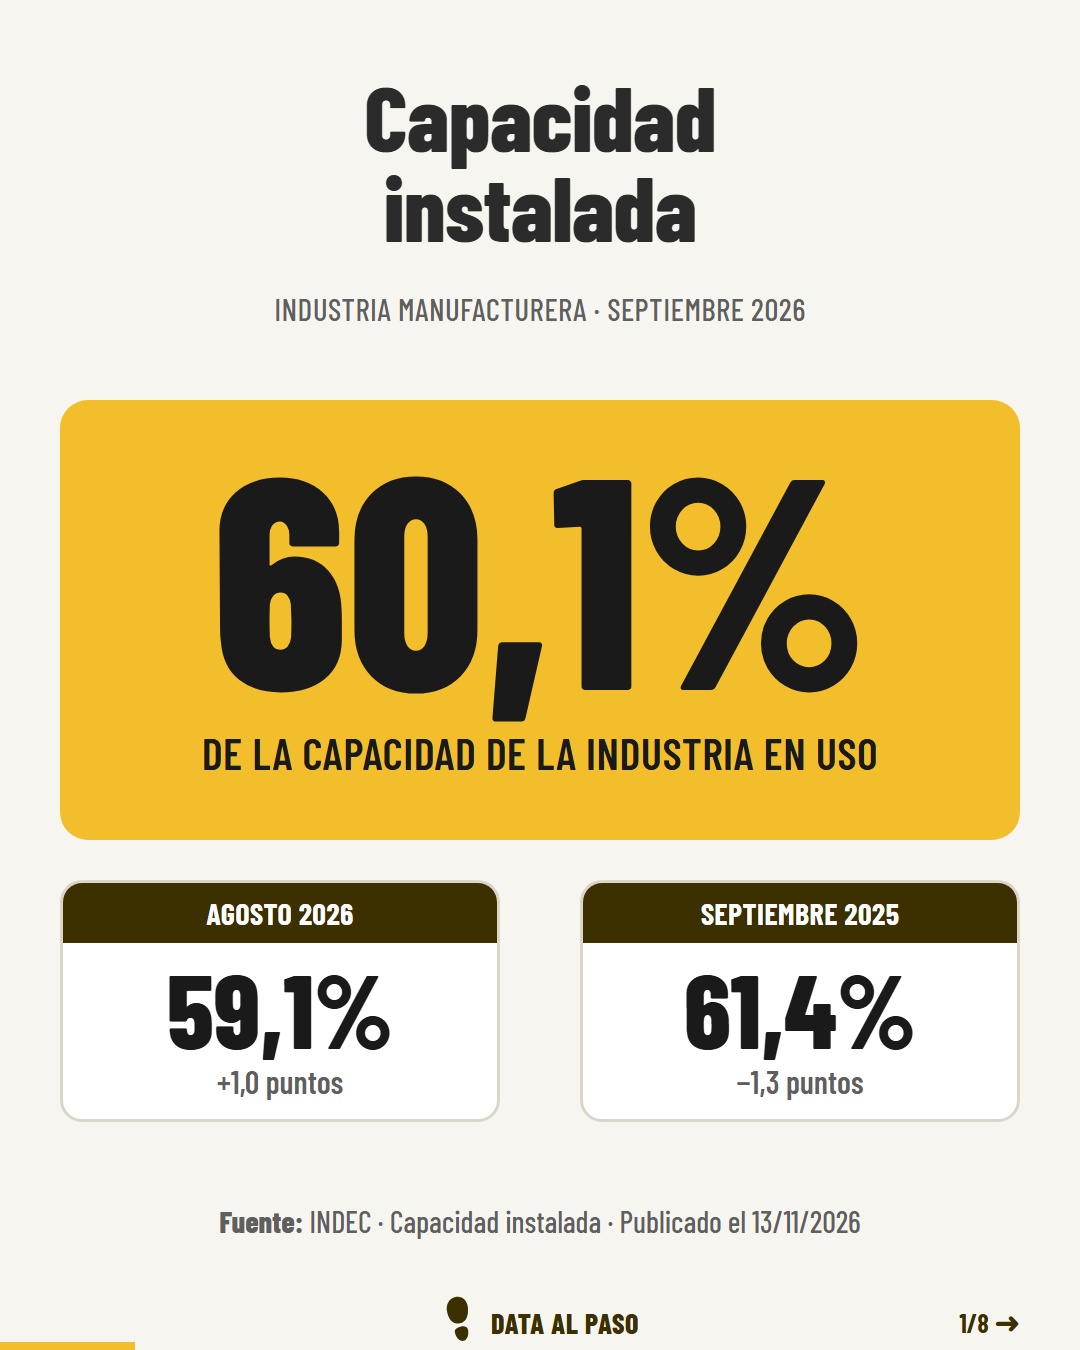 Capacidad
instalada
INDUSTRIA MANUFACTURERA · SEPTIEMBRE 2026
60,1%
DE LA CAPACIDAD DE LA INDUSTRIA EN USO
AGOSTO 2026
59,1%
+1,0 puntos
SEPTIEMBRE 2025
61,4%
−1,3 puntos
Fuente: INDEC · Capacidad instalada · Publicado el 13/11/2026
DATA AL PASO
1/8 →